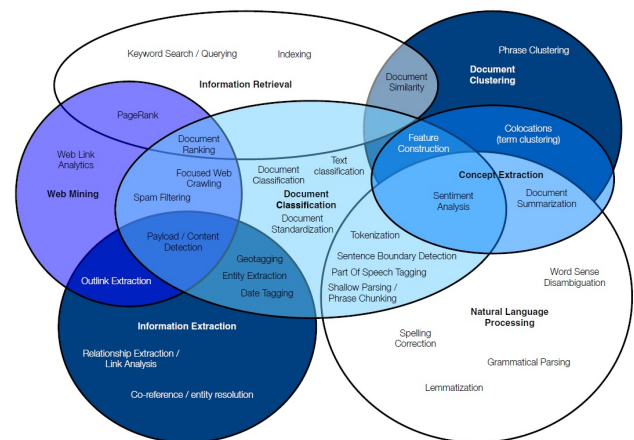 Keyword Search / Querying
Indexing
Information Retrieval
Phrase Clustering
Document
Clustering
Document
Similarity
PageRank
Web Link
Analytics
Web Mining
Document
Ranking
Focused Web
Crawling
Spam Filtering
Payload / Content
Detection
Outlink Extraction
Document
Classification
Text
classification
Document
Classification
Document
Standardization
Feature
Construction
Colocations
(term clustering)
Concept Extraction
Sentiment
Analysis
Document
Summarization
Tokenization
Sentence Boundary Detection
Part Of Speech Tagging
Shallow Parsing /
Phrase Chunking
Geotagging
Entity Extraction
Date Tagging
Information Extraction
Relationship Extraction /
Link Analysis
Co-reference / entity resolution
Word Sense
Disambiguation
Natural Language
Processing
Spelling
Correction
Grammatical Parsing
Lemmatization